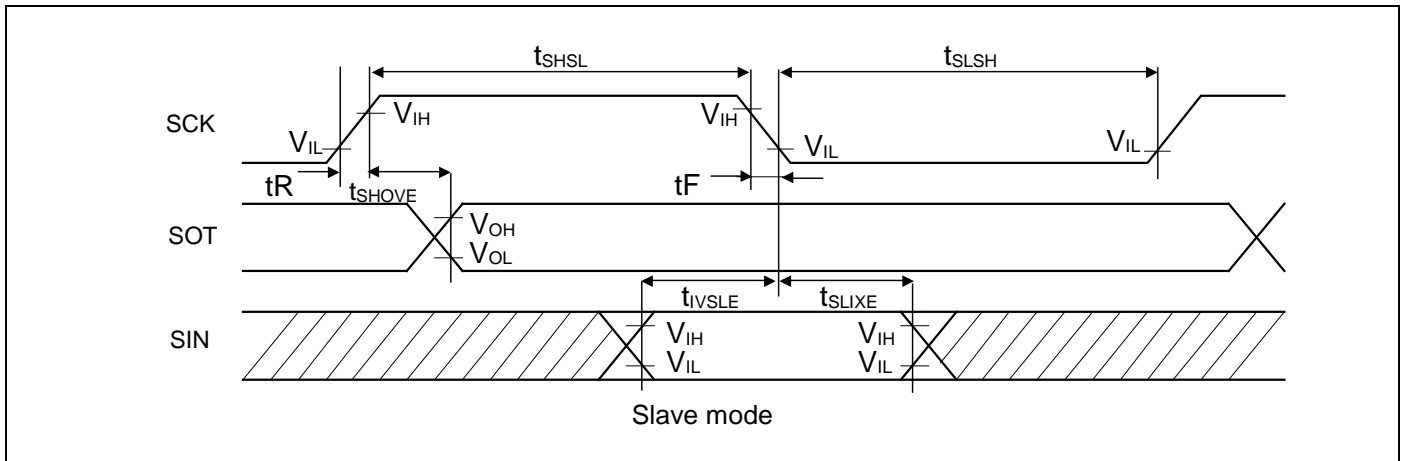 tSHSL
tSLSH
SCK
VIH
VIH
VIL
VIL
VIL
tR
tSHOVE
tF
SOT
VOH
VOL
tIVSLE
tSLIXE
SIN
VIH
VIH
VIL
VIL
Slave mode